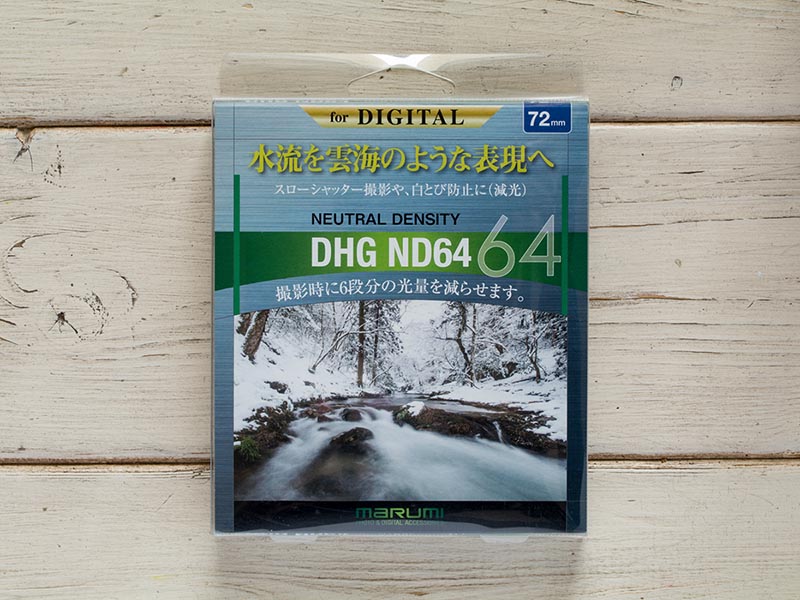 for DIGITAL
72mm
水流を雲海のような表現へ
スローシャッター撮影や、白とび防止に(減光)
NEUTRAL DENSITY
DHG ND64 64
撮影時に6段分の光量を減らせます。
marumi
& DIGITAL